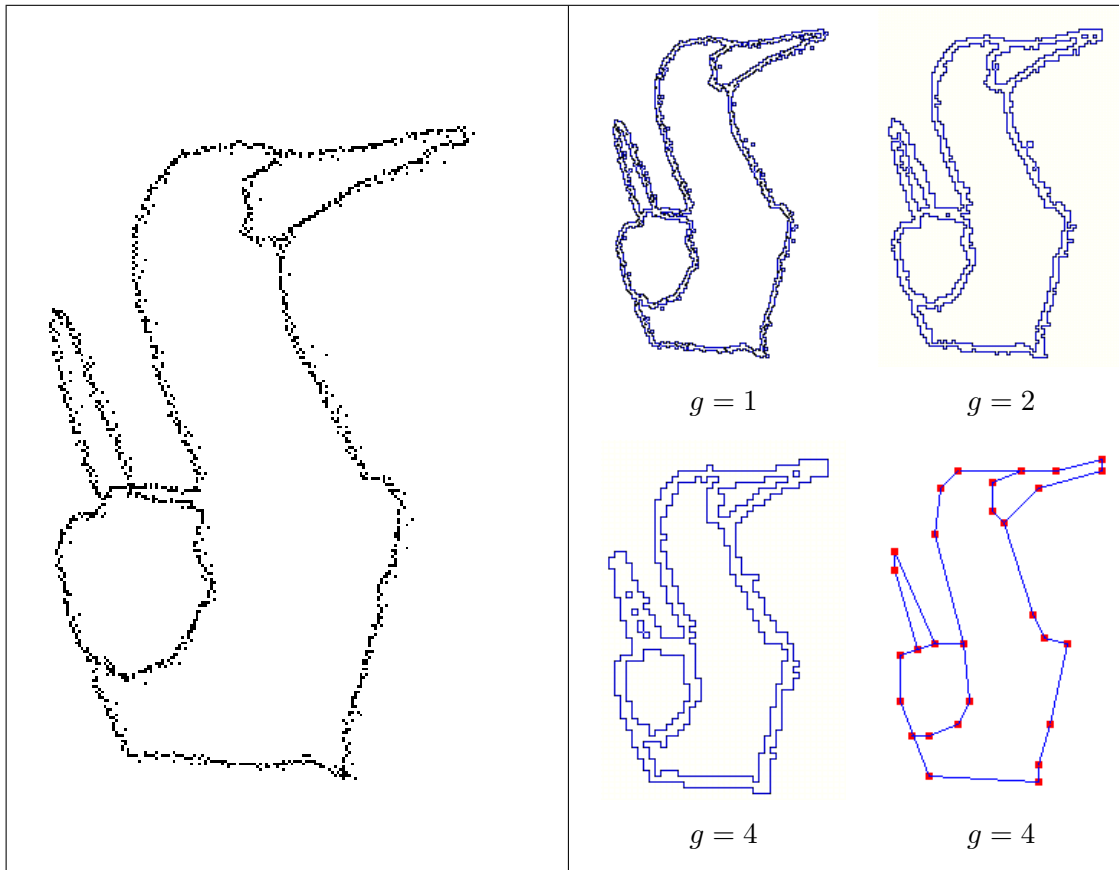 g = 1
g = 2
g = 4
g = 4